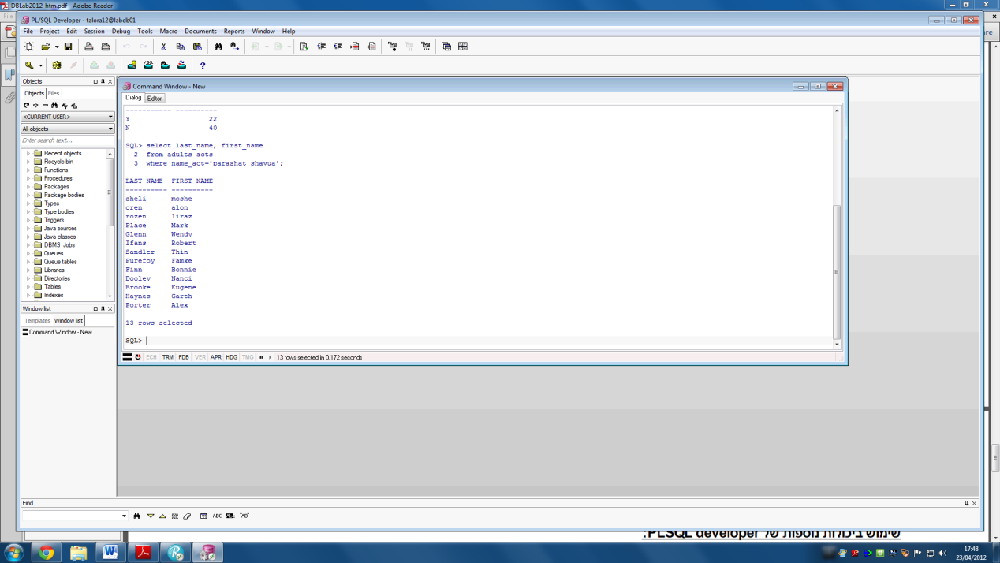 DBLab2012-htm.pdf - Adobe Reader
PL/SQL Developer - talora12@labdb01
File Project Edit Session Debug Tools Macro Documents Reports Window Help
Objects
Objects Files
<CURRENT USER>
All objects
Enter search text...
Recent objects
Recycle bin
Functions
Procedures
Packages
Package bodies
Types
Type bodies
Triggers
Java sources
Java classes
DBMS_Jobs
Queues
Queue tables
Libraries
Directories
Tables
Indexes
Window list
Templates Window list
Command Window - New
Command Window - New
Dialog Editor
----------- ----------
Y 22
N 40
SQL> select last_name, first_name
2 from adults_acts
3 where name_act='parashat shavua';
LAST_NAME FIRST_NAME
---------- ----------
sheli moshe
oren alon
rozen liraz
Place Mark
Glenn Wendy
Ifans Robert
Sandler Thin
Purefoy Famke
Finn Bonnie
Dooley Nanci
Brooke Eugene
Haynes Garth
Porter Alex
13 rows selected
SQL>
ECH TRM FDB VER APR HDG TMG 13 rows selected in 0.172 seconds
Find
ABC "AB"
שימוש ביכולות נוספות של PLSQL developer:
17:48
23/04/2012